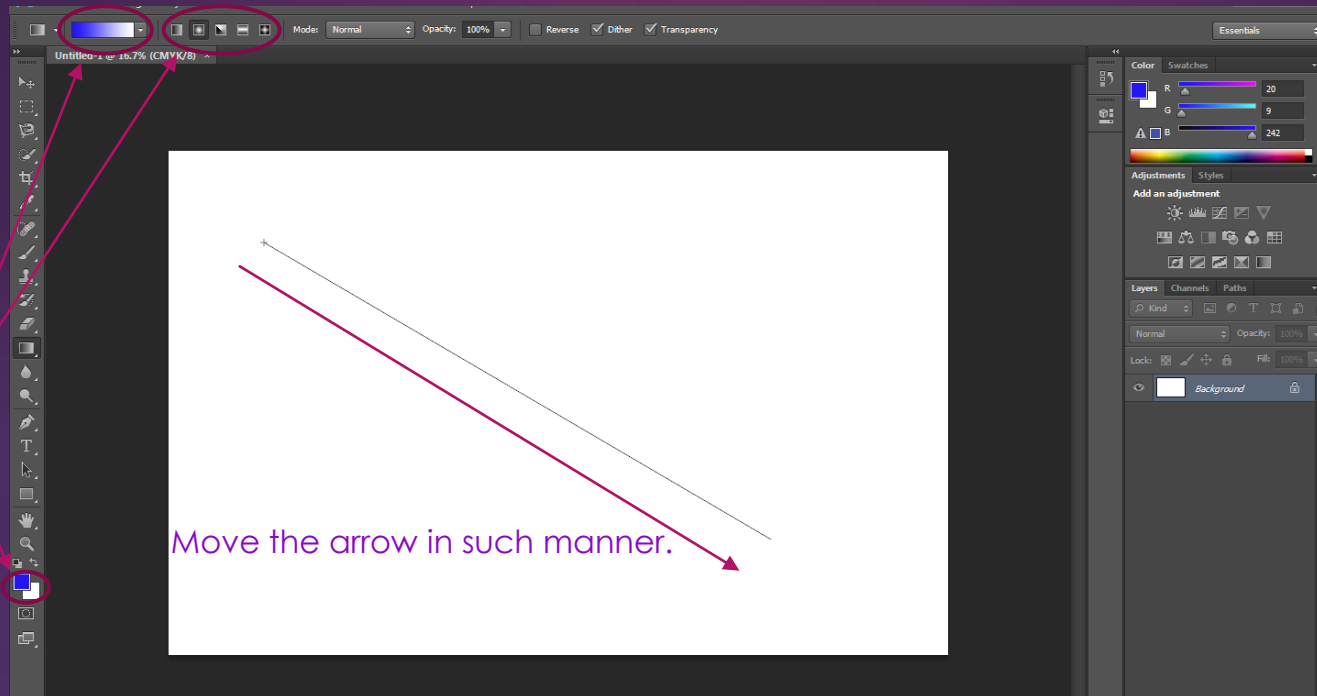 Mode: Normal Opacity: 100% Reverse Dither Transparency
Essentials
Untitled-1 @ 16.7% (CMYK/8) ×
Color Swatches
R 20
G 9
B 242
Adjustments Styles
Add an adjustment
Layers Channels Paths
Kind
Normal Opacity: 100%
Lock: Fill: 100%
Background
T
Move the arrow in such manner.